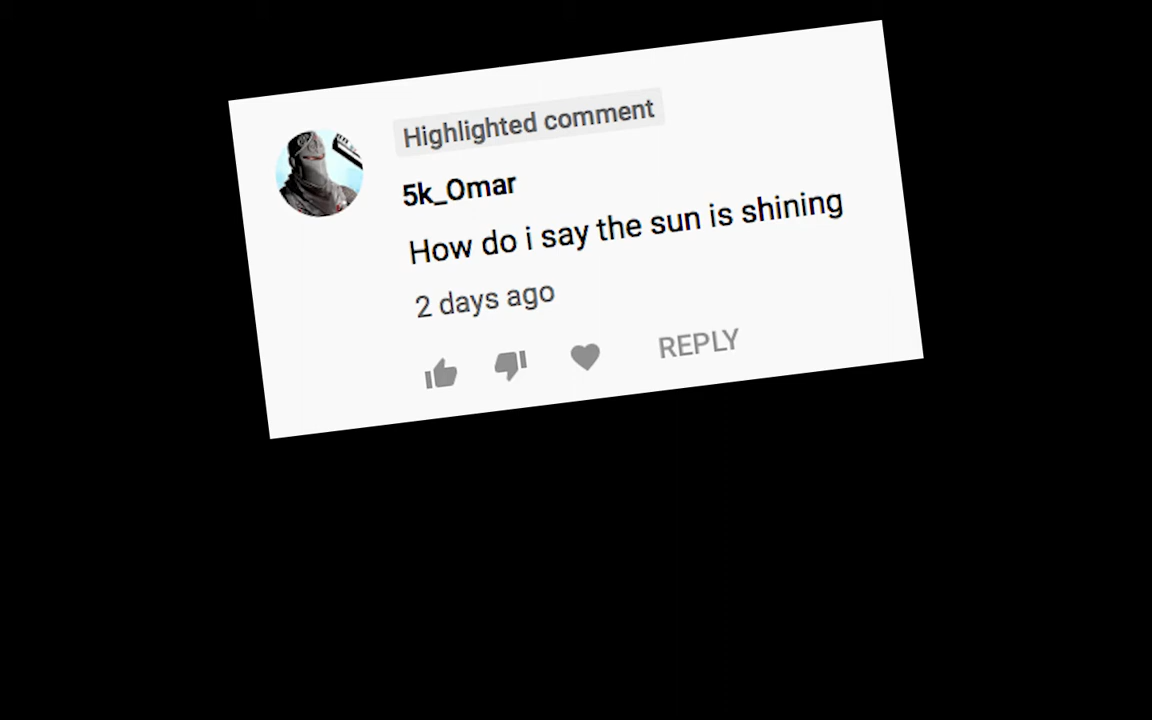 Highlighted comment
5k_Omar
How do i say the sun is shining
2 days ago
REPLY